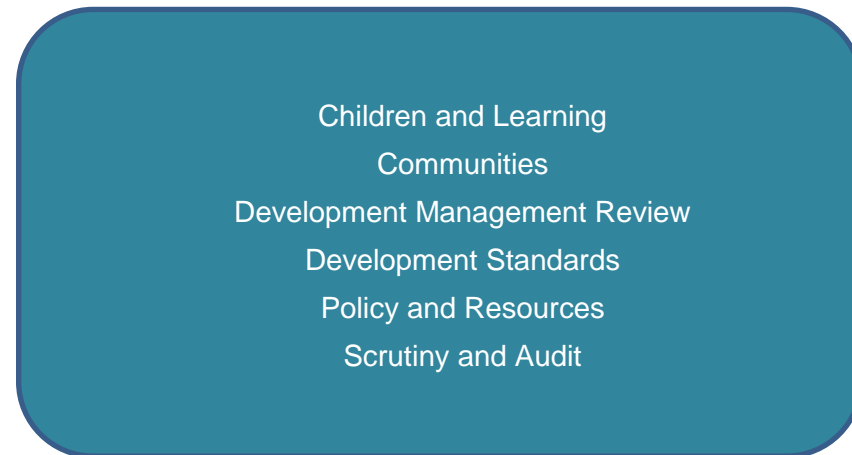 Children and Learning
Communities
Development Management Review
Development Standards
Policy and Resources
Scrutiny and Audit